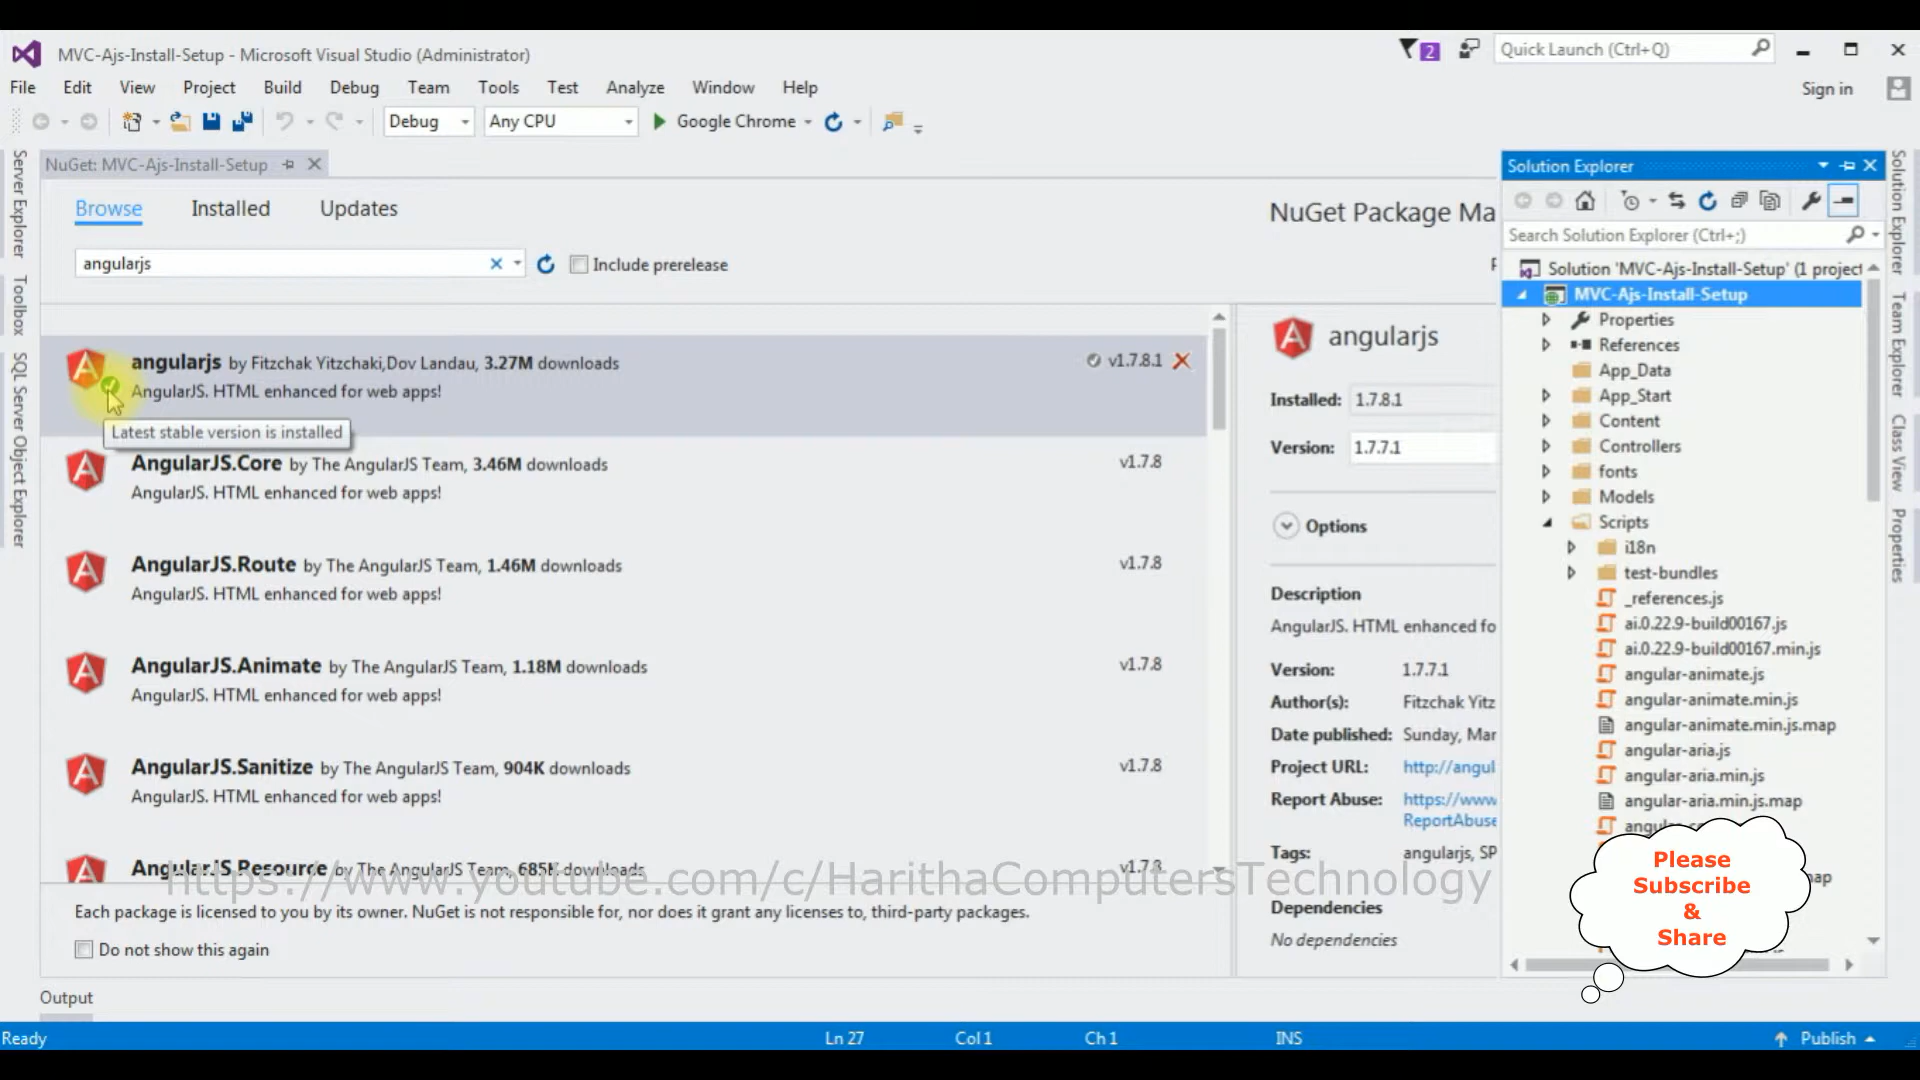 MVC-Ajs-Install-Setup - Microsoft Visual Studio (Administrator)
2
Quick Launch (Ctrl+Q)
File Edit View Project Build Debug Team Tools Test Analyze Window Help
Sign in
Debug
Any CPU
Google Chrome
Server Explorer
Toolbox
SQL Server Object Explorer
NuGet: MVC-Ajs-Install-Setup
Browse Installed Updates
NuGet Package Ma
angularjs
Include prerelease
angularjs by Fitzchak Yitzchaki,Dov Landau, 3.27M downloads
v1.7.8.1
AngularJS. HTML enhanced for web apps!
Latest stable version is installed
AngularJS.Core by The AngularJS Team, 3.46M downloads
v1.7.8
AngularJS. HTML enhanced for web apps!
AngularJS.Route by The AngularJS Team, 1.46M downloads
v1.7.8
AngularJS. HTML enhanced for web apps!
AngularJS.Animate by The AngularJS Team, 1.18M downloads
v1.7.8
AngularJS. HTML enhanced for web apps!
AngularJS.Sanitize by The AngularJS Team, 904K downloads
v1.7.8
AngularJS. HTML enhanced for web apps!
AngularJS.Resource by The AngularJS Team, 685K downloads
v1.7.8
https://www.youtube.com/c/HarithaComputersTechnology
Each package is licensed to you by its owner. NuGet is not responsible for, nor does it grant any licenses to, third-party packages.
Do not show this again
angularjs
Installed: 1.7.8.1
Version: 1.7.7.1
Options
Description
AngularJS. HTML enhanced fo
Version: 1.7.7.1
Author(s): Fitzchak Yitz
Date published: Sunday, Mar
Project URL: http://angul
Report Abuse: https://www
ReportAbuse
Tags: angularjs, SP
Dependencies
No dependencies
Solution Explorer
Search Solution Explorer (Ctrl+;)
Solution 'MVC-Ajs-Install-Setup' (1 project
MVC-Ajs-Install-Setup
Properties
References
App_Data
App_Start
Content
Controllers
fonts
Models
Scripts
i18n
test-bundles
_references.js
ai.0.22.9-build00167.js
ai.0.22.9-build00167.min.js
angular-animate.js
angular-animate.min.js
angular-animate.min.js.map
angular-aria.js
angular-aria.min.js
angular-aria.min.js.map
Please
Subscribe
&
Share
Solution Explorer
Team Explorer
Class View
Properties
Output
Ready
Ln 27
Col 1
Ch 1
INS
Publish